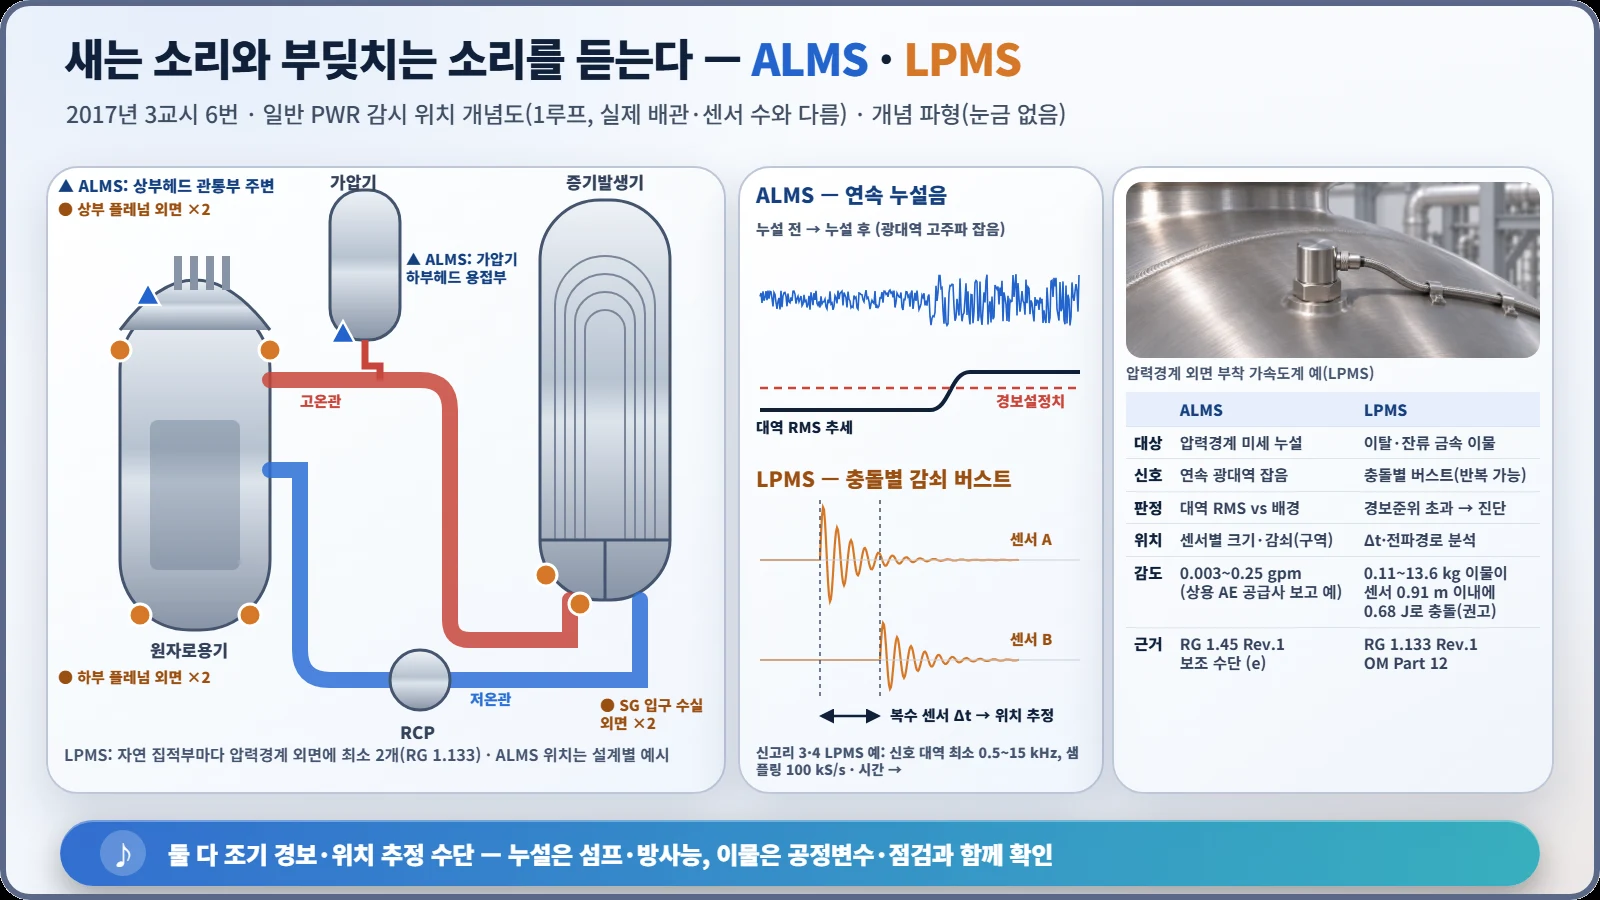 새는 소리와 부딪치는 소리를 듣는다 — ALMS · LPMS
2017년 3교시 6번 · 일반 PWR 감시 위치 개념도(1루프, 실제 배관·센서 수와 다름) · 개념 파형(눈금 없음)
▲ ALMS: 상부헤드 관통부 주변
● 상부 플레넘 외면 ×2
가압기
증기발생기
▲ ALMS: 가압기
하부헤드 용접부
고온관
원자로용기
● 하부 플레넘 외면 ×2
저온관
RCP
● SG 입구 수실
외면 ×2
LPMS: 자연 집적부마다 압력경계 외면에 최소 2개(RG 1.133) · ALMS 위치는 설계별 예시
ALMS — 연속 누설음
누설 전 → 누설 후 (광대역 고주파 잡음)
경보설정치
대역 RMS 추세
LPMS — 충돌별 감쇠 버스트
센서 A
센서 B
복수 센서 Δt → 위치 추정
신고리 3·4 LPMS 예: 신호 대역 최소 0.5~15 kHz, 샘
플링 100 kS/s · 시간 →
압력경계 외면 부착 가속도계 예(LPMS)
ALMS LPMS
대상 압력경계 미세 누설 이탈·잔류 금속 이물
신호 연속 광대역 잡음 충돌별 버스트(반복 가능)
판정 대역 RMS vs 배경 경보준위 초과 → 진단
위치 센서별 크기·감쇠(구역) Δt·전파경로 분석
감도 0.003~0.25 gpm 0.11~13.6 kg 이물이
(상용 AE 공급사 보고 예) 센서 0.91 m 이내에
0.68 J로 충돌(권고)
근거 RG 1.45 Rev.1 RG 1.133 Rev.1
보조 수단 (e) OM Part 12
♪ 둘 다 조기 경보·위치 추정 수단 — 누설은 섬프·방사능, 이물은 공정변수·점검과 함께 확인